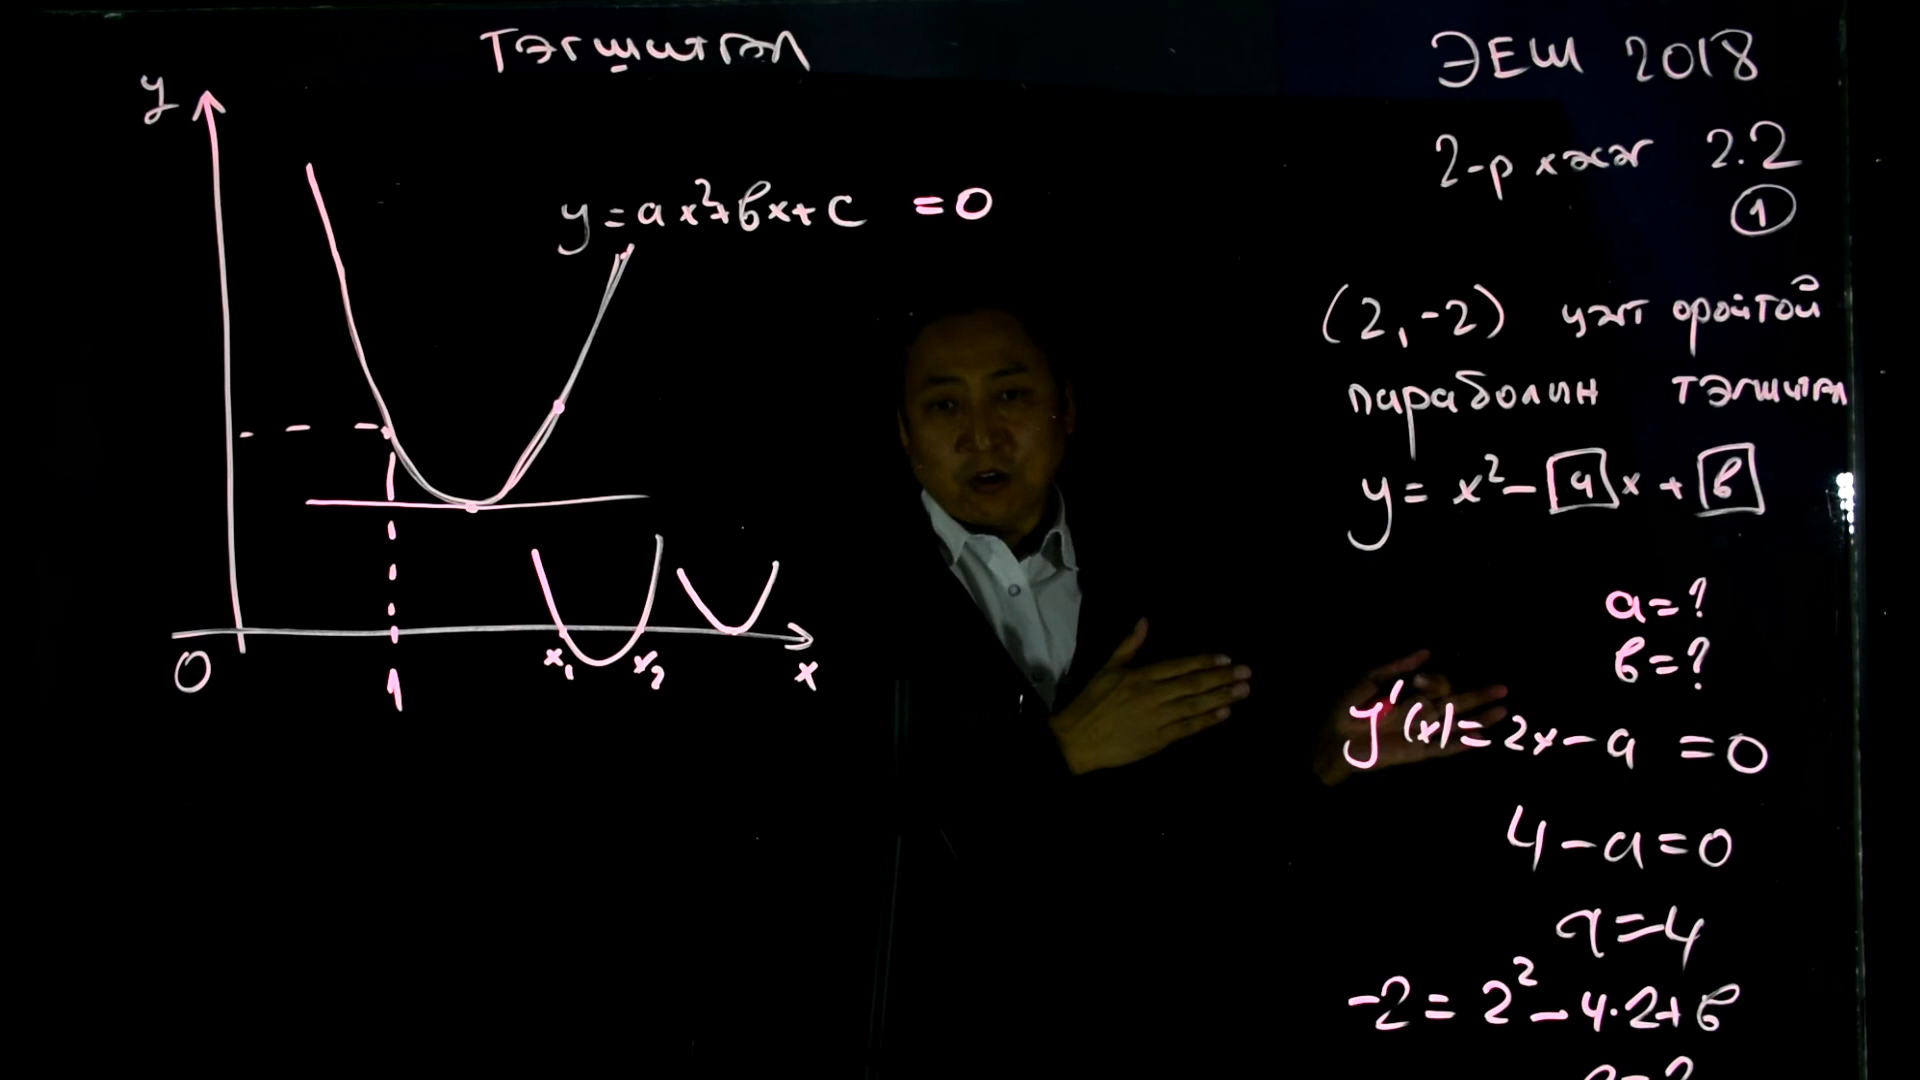 Тэгшитгэл
y
y = ax²+bx+c = 0
0
1
x₁
x₂
x
ЭЕШ 2018
2-р хэсэг 2.2
①
(2,-2) цэгт оройтой
параболын тэгшитгэл
y = x² - a x + b
a = ?
b = ?
y'(x) = 2x - a = 0
4 - a = 0
a = 4
-2 = 2² - 4·2 + b